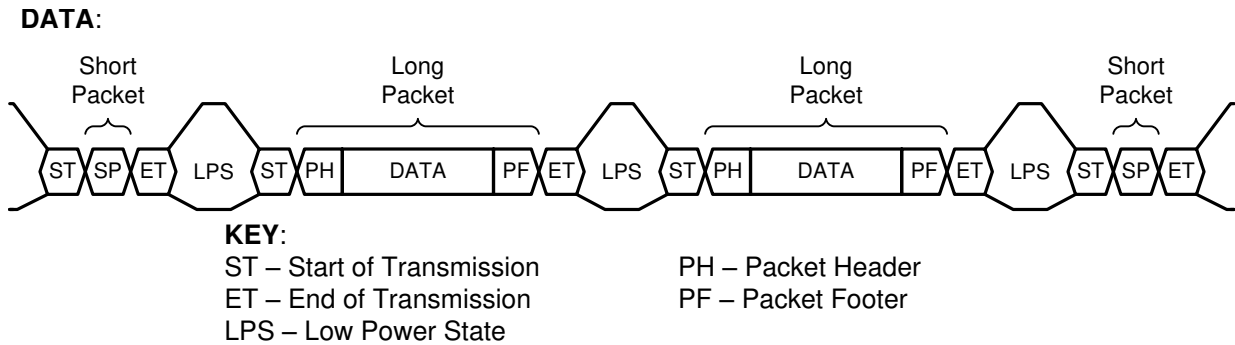 DATA:
Short Packet
Long Packet
Long Packet
Short Packet
ST SP ET LPS ST PH DATA PF ET LPS ST PH DATA PF ET LPS ST SP ET
KEY:
ST – Start of Transmission
ET – End of Transmission
LPS – Low Power State
PH – Packet Header
PF – Packet Footer